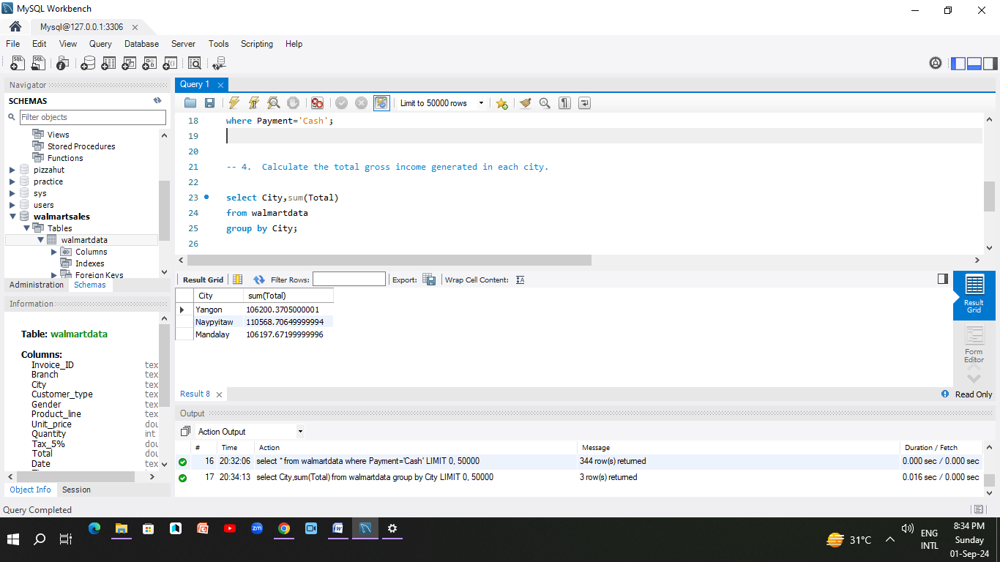 MySQL Workbench
Mysql@127.0.0.1:3306
File Edit View Query Database Server Tools Scripting Help
Navigator
SCHEMAS
Filter objects
Views
Stored Procedures
Functions
pizzahut
practice
sys
users
walmartsales
Tables
walmartdata
Columns
Indexes
Foreign Keys
Administration Schemas
Information
Table: walmartdata
Columns:
Invoice_ID tex
Branch tex
City tex
Customer_type tex
Gender tex
Product_line tex
Unit_price dou
Quantity int
Tax_5% dou
Total dou
Date tex
Object Info Session
Query Completed
Query 1
Limit to 50000 rows
18 where Payment='Cash';
19
20
21 -- 4. Calculate the total gross income generated in each city.
22
23 select City,sum(Total)
24 from walmartdata
25 group by City;
26
Result Grid Filter Rows: Export: Wrap Cell Content:
City sum(Total)
Yangon 106200.3705000001
Naypyitaw 110568.70649999994
Mandalay 106197.67199999996
Result Grid
Form Editor
Result 8
Read Only
Output
Action Output
# Time Action Message Duration / Fetch
16 20:32:06 select * from walmartdata where Payment='Cash' LIMIT 0, 50000 344 row(s) returned 0.000 sec / 0.000 sec
17 20:34:13 select City,sum(Total) from walmartdata group by City LIMIT 0, 50000 3 row(s) returned 0.016 sec / 0.000 sec
zm
31°C
ENG
INTL
8:34 PM
Sunday
01-Sep-24